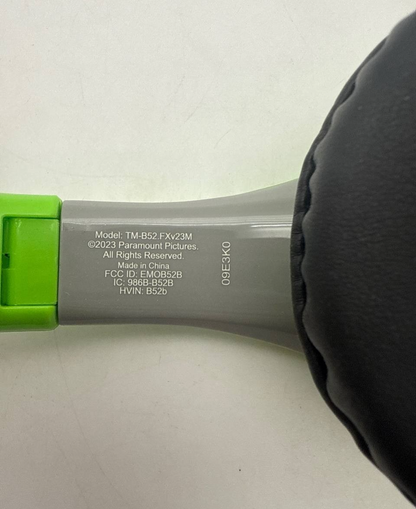 Model: TM-B52.FXv23M
©2023 Paramount Pictures.
All Rights Reserved.
Made in China
FCC ID: EMOB52B
IC: 986B-B52B
HVIN: B52b
09E3K0